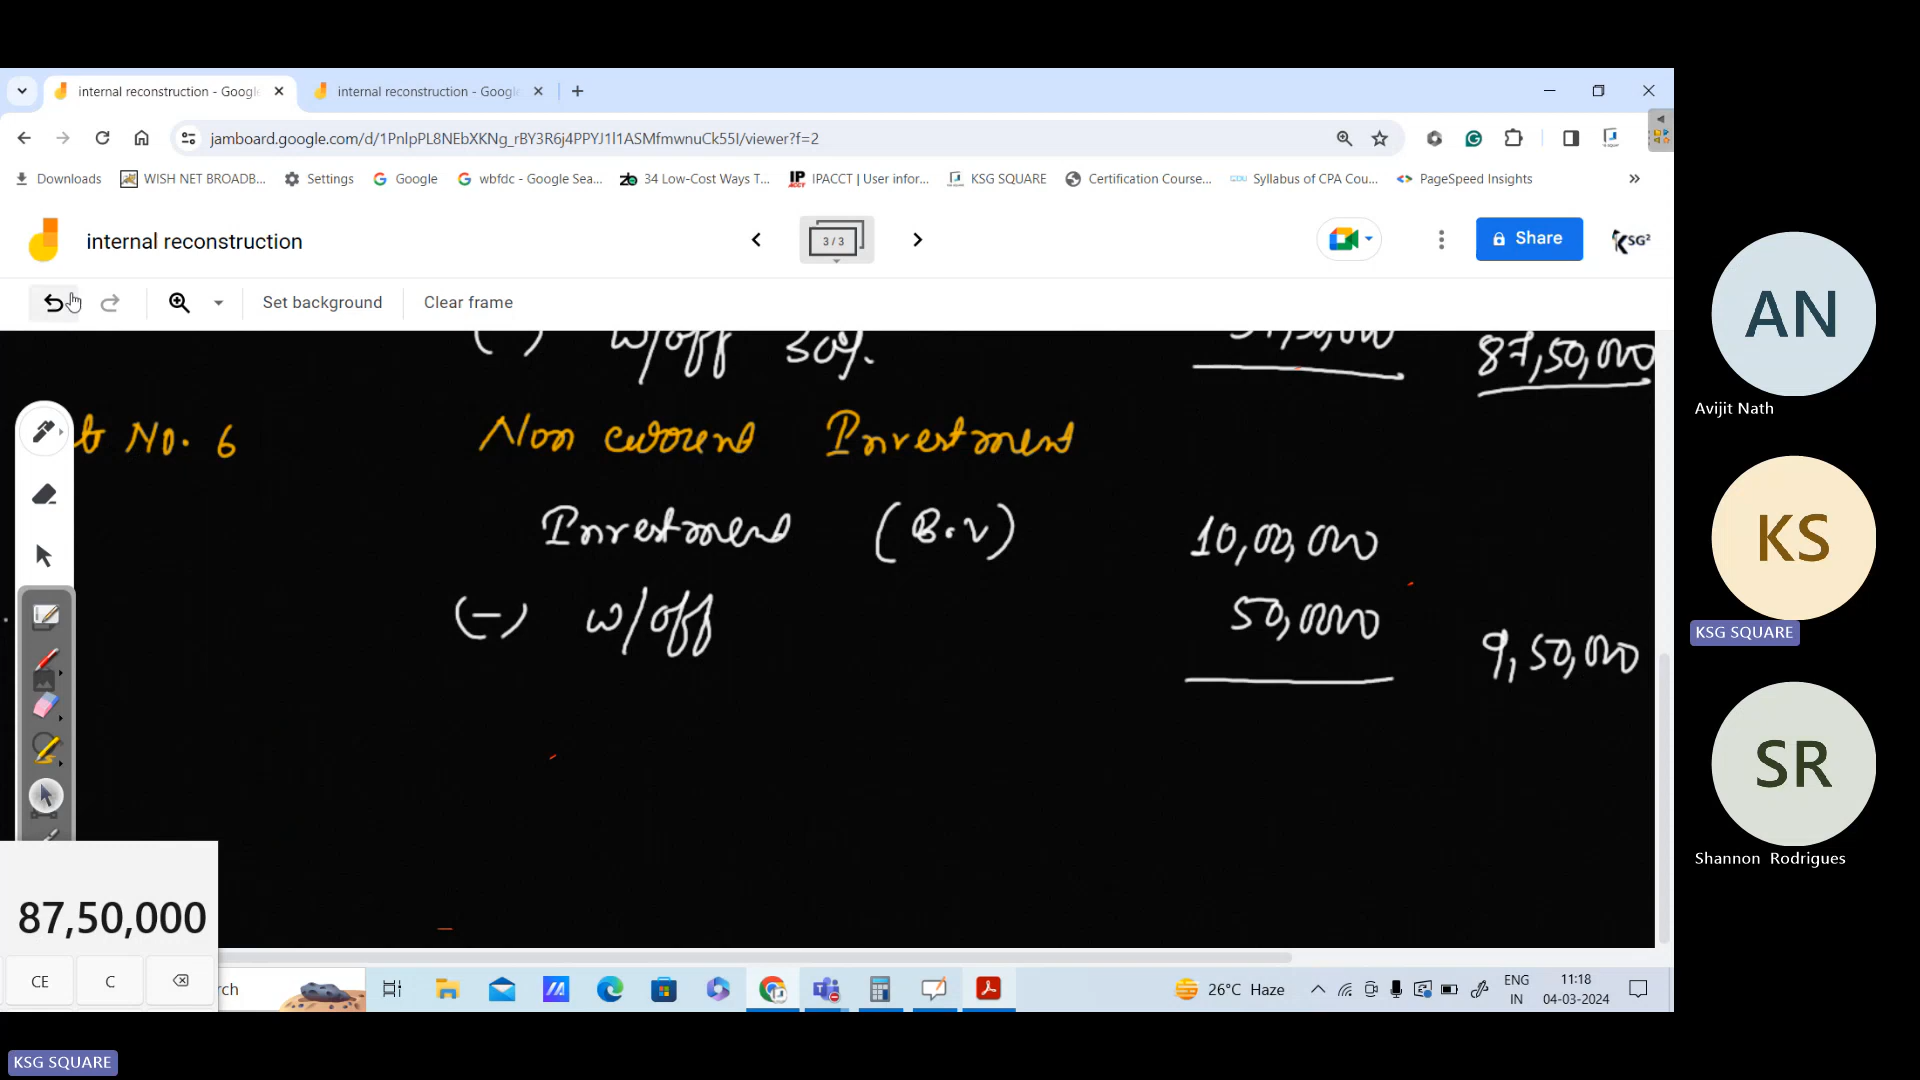 internal reconstruction - Google
internal reconstruction - Google
jamboard.google.com/d/1PnlpPL8NEbXKNg_rBY3R6j4PPYJ1l1ASMfmwnuCk55I/viewer?f=2
Downloads
WISH NET BROADB...
Settings
Google
wbfdc - Google Sea...
34 Low-Cost Ways T...
IPACCT | User infor...
KSG SQUARE
Certification Course...
Syllabus of CPA Cou...
PageSpeed Insights
internal reconstruction
3 / 3
Share
KSG²
Set background
Clear frame
(-) w/off 30%.
87,50,000
No. 6 Non current Investment
Investment (B.V) 10,00,000
(-) w/off 50,0000
9,50,000
87,50,000
CE C
rch
26°C Haze
ENG
IN
11:18
04-03-2024
AN
Avijit Nath
KS
KSG SQUARE
SR
Shannon Rodrigues
KSG SQUARE